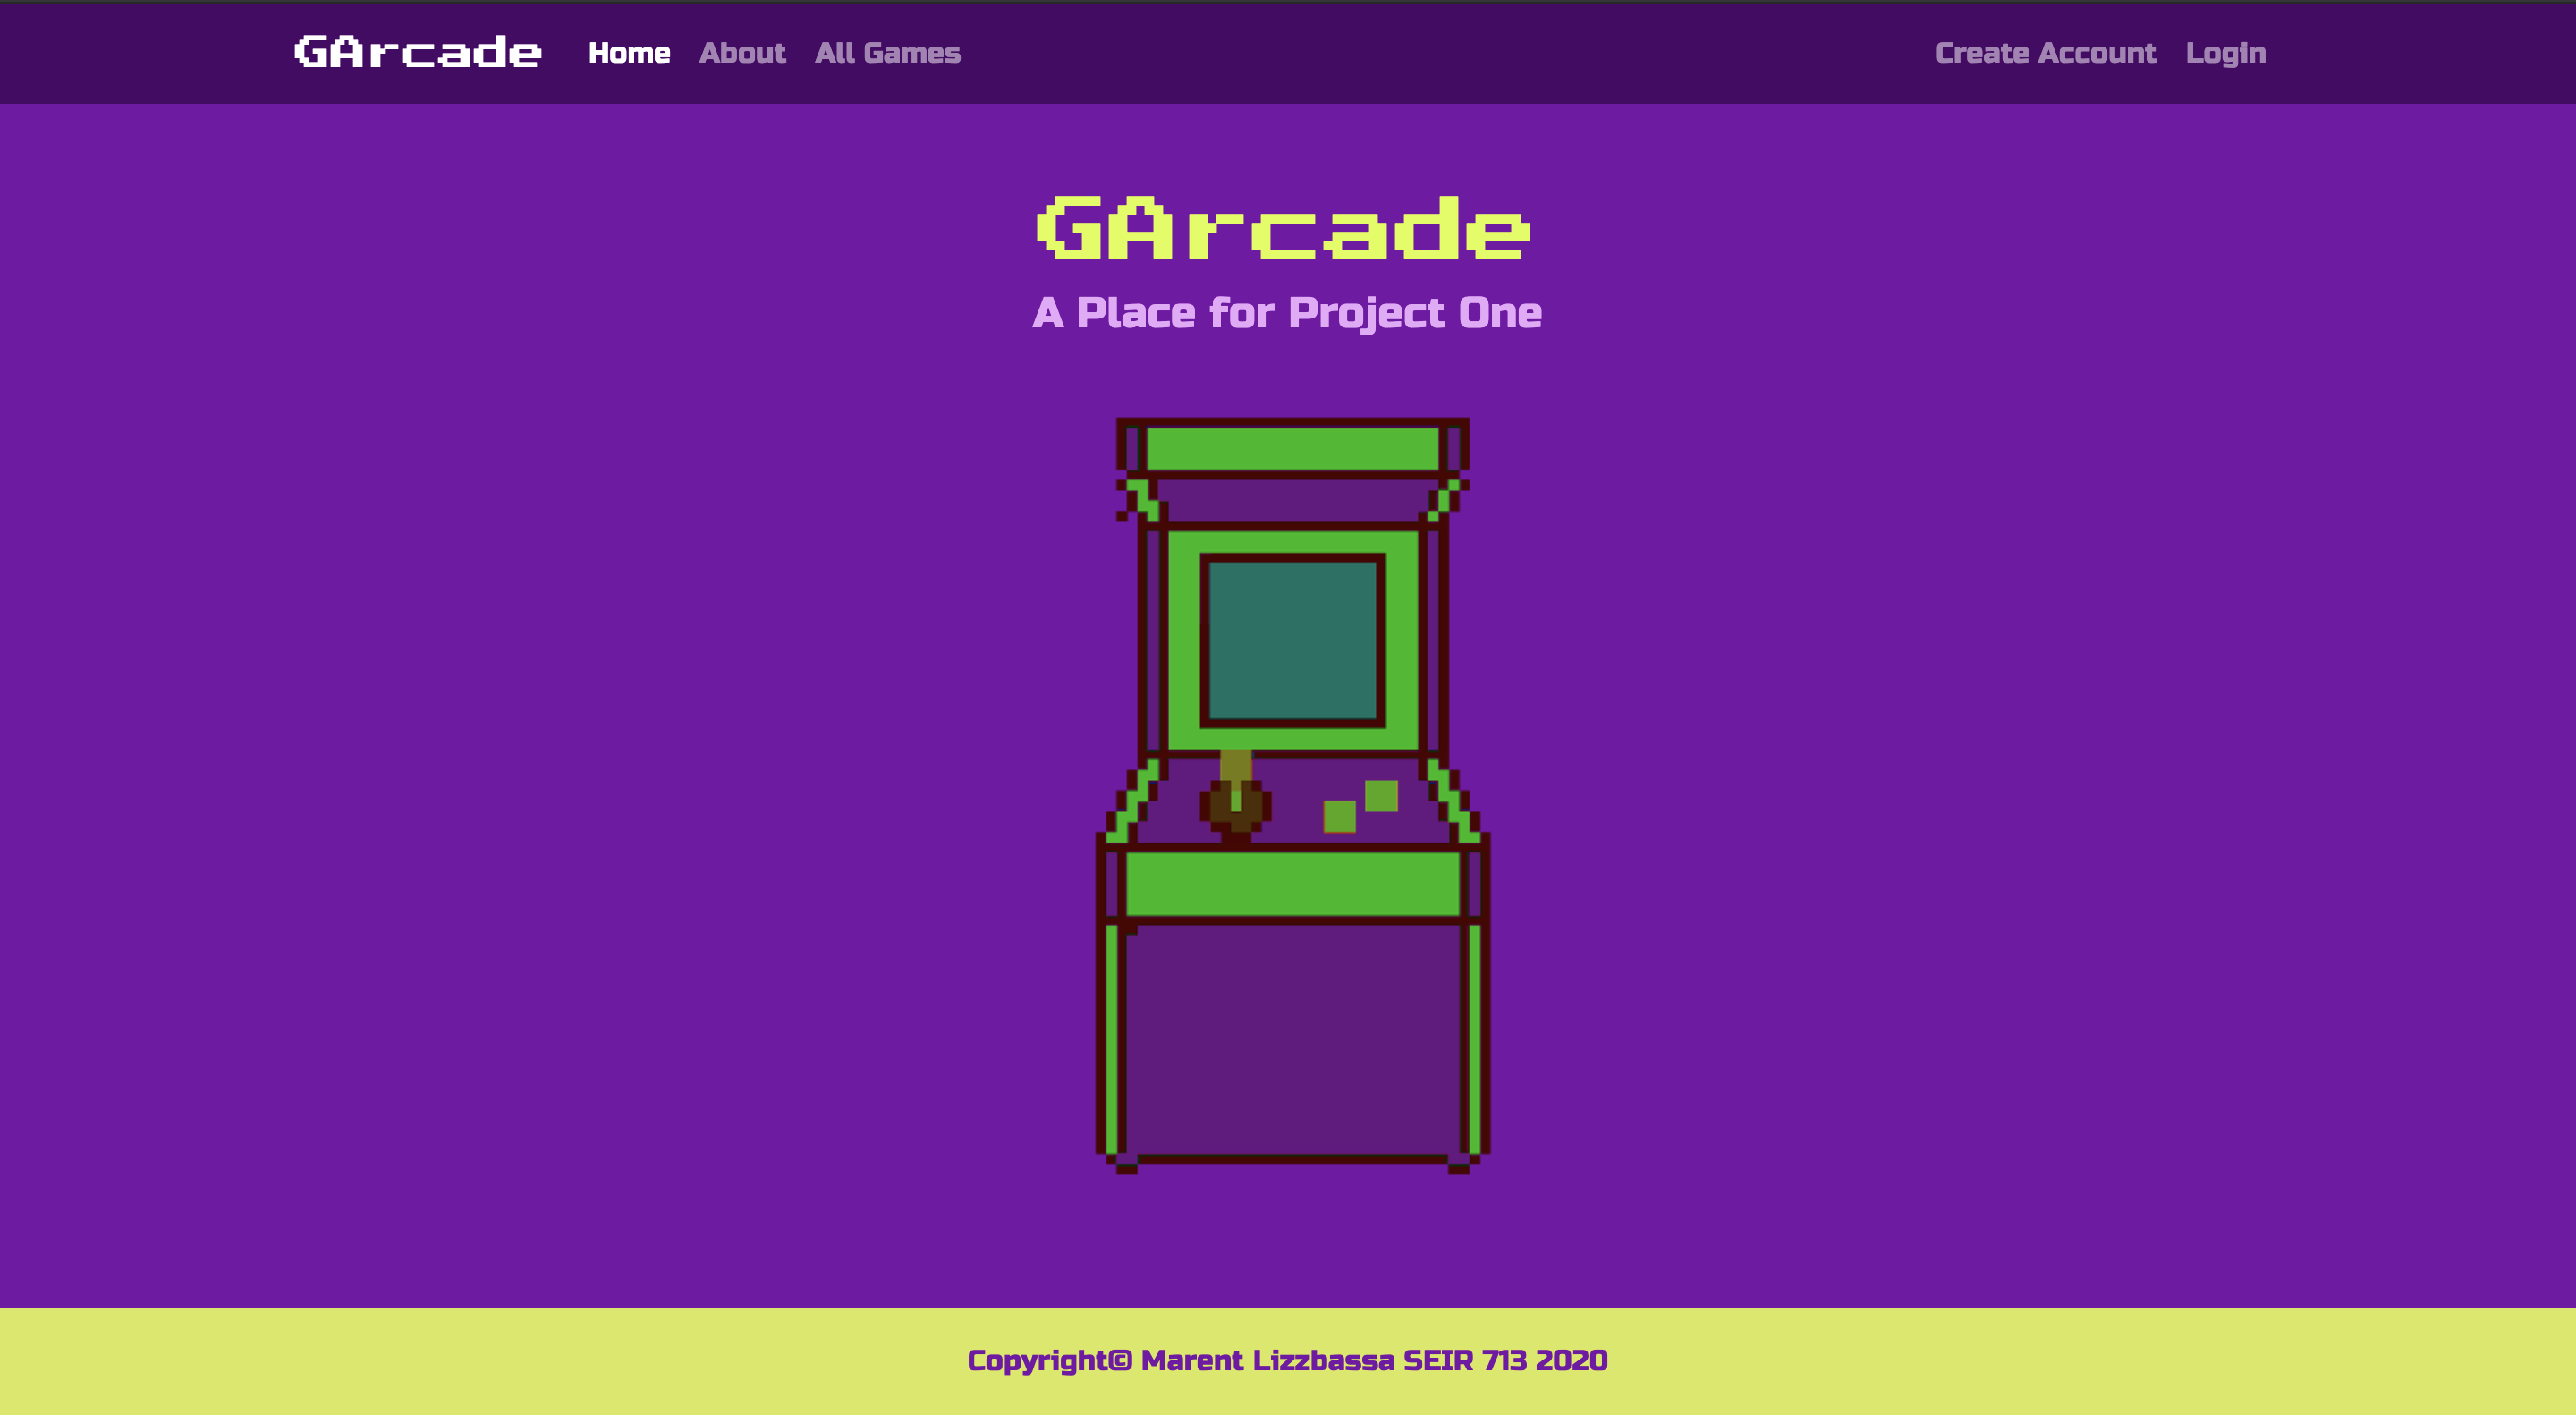 GArcade Home About All Games Create Account Login
GArcade
A Place for Project One
Copyright© Marent Lizzbassa SEIR 713 2020